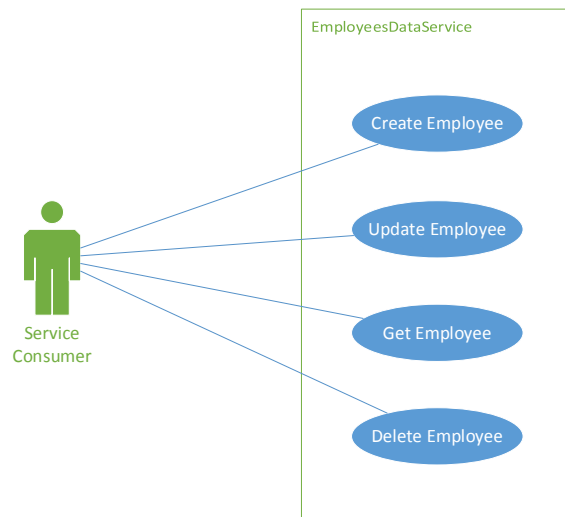 EmployeesDataService
Create Employee
Update Employee
Get Employee
Delete Employee
Service
Consumer